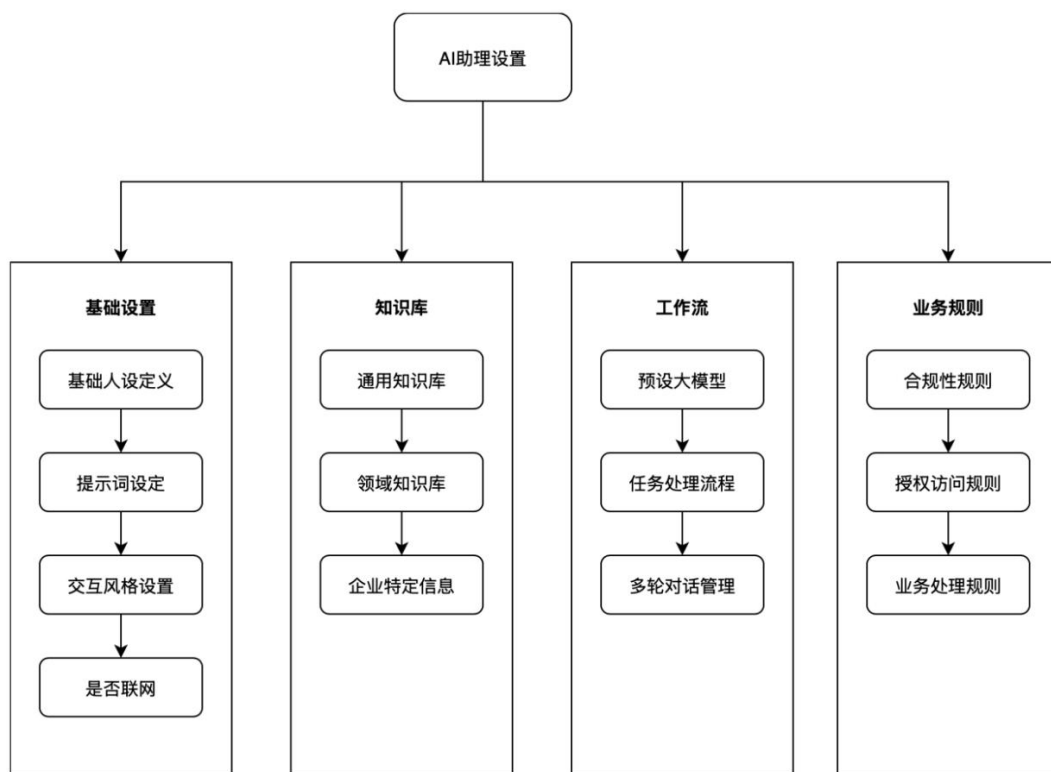 AI助理设置
基础设置
基础人设定义
提示词设定
交互风格设置
是否联网
知识库
通用知识库
领域知识库
企业特定信息
工作流
预设大模型
任务处理流程
多轮对话管理
业务规则
合规性规则
授权访问规则
业务处理规则